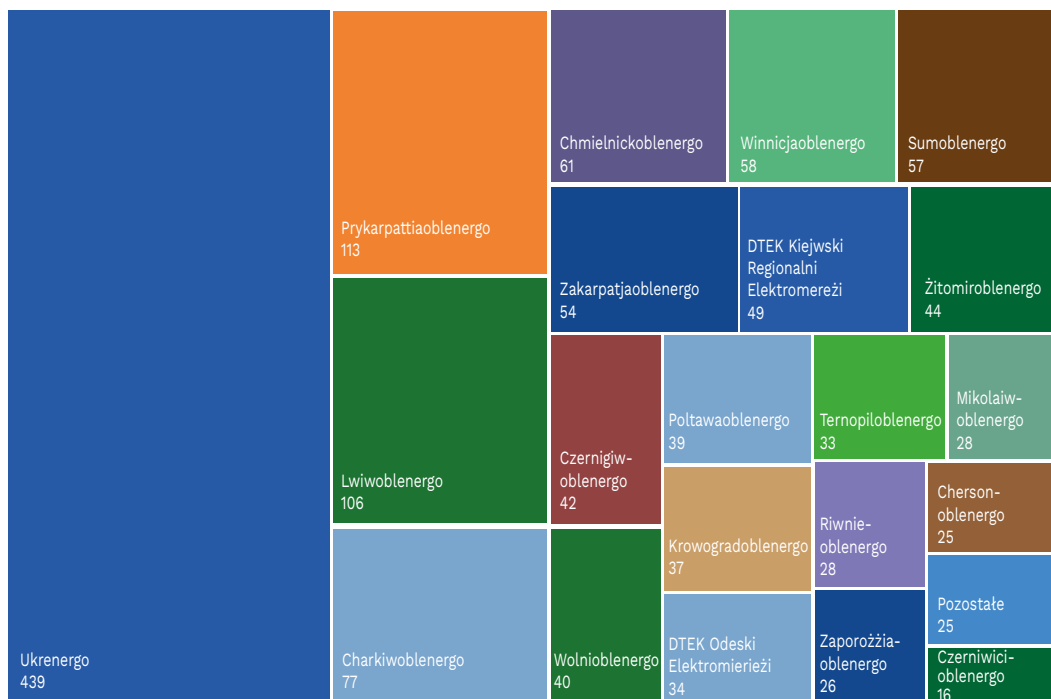 Ukrenergo
439
Prykarpattiaoblenergo
113
Lwiwoblenergo
106
Charkiwoblenergo
77
Chmielnickoblenergo
61
Winnicjaoblenergo
58
Sumoblenergo
57
Zakarpatjaoblenergo
54
DTEK Kiejwski
Regionalni
Elektromereżi
49
Żitomiroblenergo
44
Czernigiw-
oblenergo
42
Wolnioblenergo
40
Poltawaoblenergo
39
Krowogradoblenergo
37
DTEK Odeski
Elektromierieżi
34
Ternopiloblenergo
33
Mikolaiw-
oblenergo
28
Riwnie-
oblenergo
28
Zaporożżia-
oblenergo
26
Cherson-
oblenergo
25
Pozostałe
25
Czerniwici-
oblenergo
16